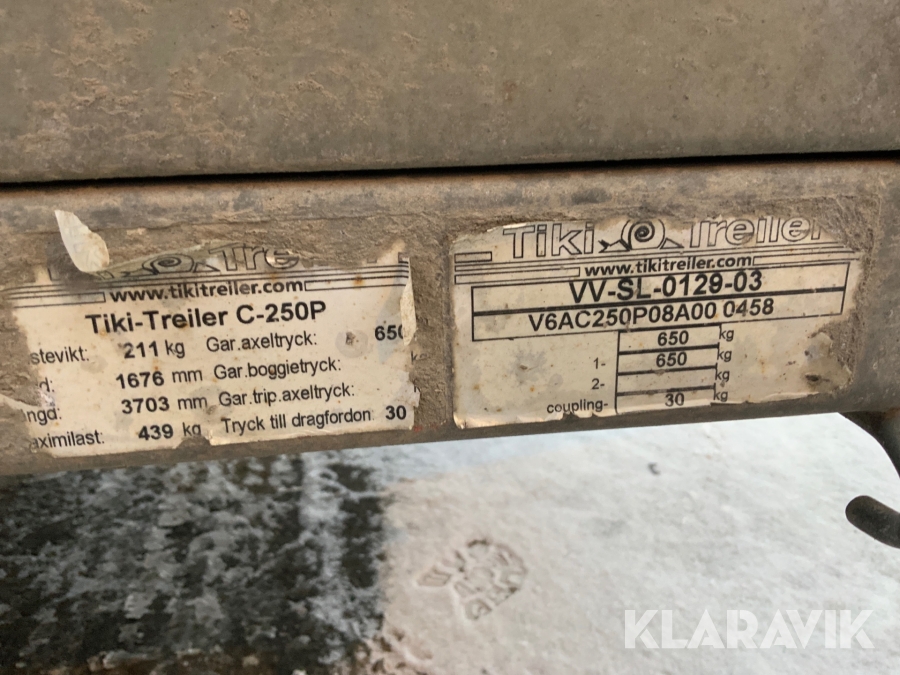 www.tikitreiler.com
Tiki-Treiler C-250P
stevikt: 211 kg Gar.axeltryck: 650
d: 1676 mm Gar.boggietryck: k
ngd: 3703 mm Gar.trip.axeltryck:
aximilast: 439 kg Tryck till dragfordon: 30
Tiki Treiler
www.tikitreiler.com
VV-SL-0129-03
V6AC250P08A00 0458
650 kg
1- 650 kg
2- kg
coupling- 30 kg
KLARAVIK